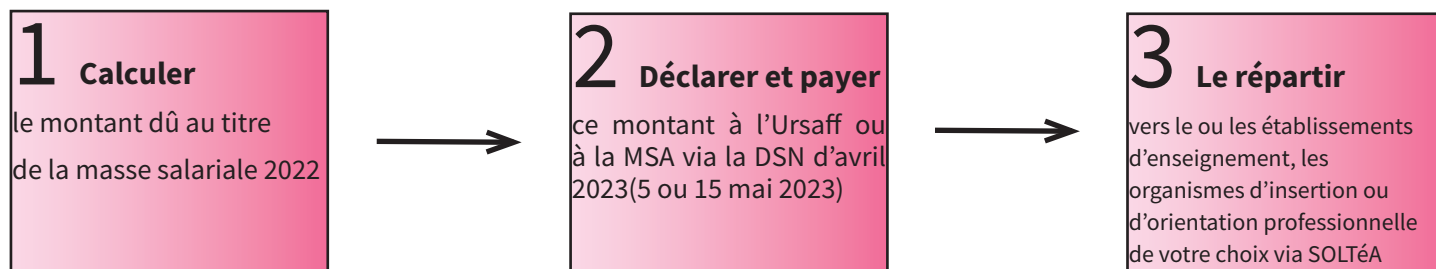 1 Calculer
le montant dû au titre
de la masse salariale 2022
2 Déclarer et payer
ce montant à l’Ursaff ou
à la MSA via la DSN d’avril
2023(5 ou 15 mai 2023)
3 Le répartir
vers le ou les établissements
d’enseignement, les
organismes d’insertion ou
d’orientation professionnelle
de votre choix via SOLTéA